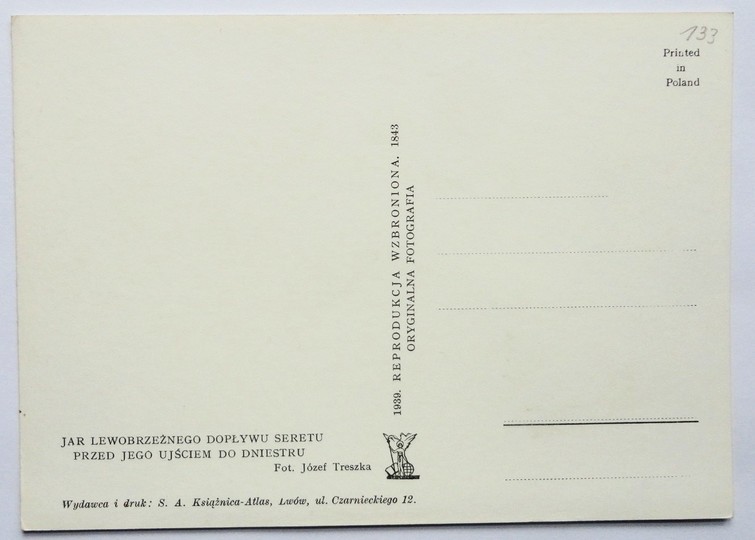 133
Printed
in
Poland
1939. REPRODUKCJA WZBRONIONA. 1843
ORYGINALNA FOTOGRAFIA
JAR LEWOBRZEŻNEGO DOPŁYWU SERETU
PRZED JEGO UJŚCIEM DO DNIESTRU
Fot. Józef Treszka
Wydawca i druk: S. A. Książnica-Atlas, Lwów, ul. Czarnieckiego 12.